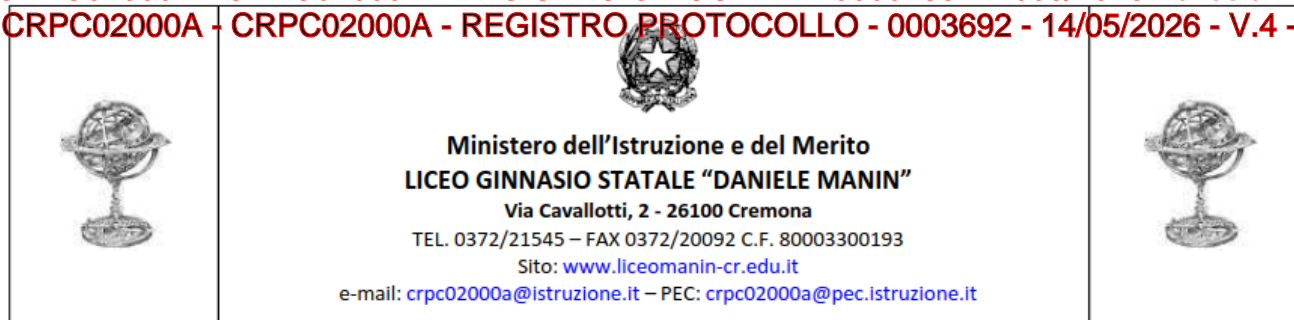 CRPC02000A - CRPC02000A - REGISTRO PROTOCOLLO - 0003692 - 14/05/2026 - V.4 -
Ministero dell'Istruzione e del Merito
LICEO GINNASIO STATALE “DANIELE MANIN”
Via Cavallotti, 2 - 26100 Cremona
TEL. 0372/21545 – FAX 0372/20092 C.F. 80003300193
Sito: www.liceomanin-cr.edu.it
e-mail: crpc02000a@istruzione.it – PEC: crpc02000a@pec.istruzione.it